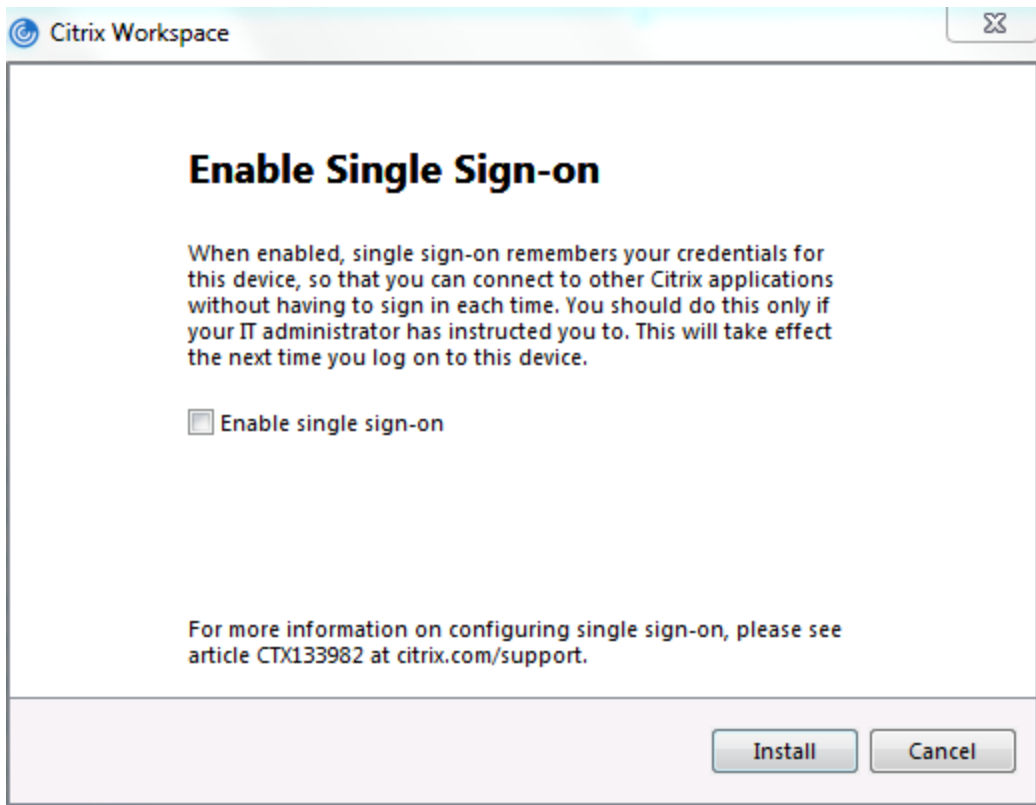 Citrix Workspace
Enable Single Sign-on
When enabled, single sign-on remembers your credentials for
this device, so that you can connect to other Citrix applications
without having to sign in each time. You should do this only if
your IT administrator has instructed you to. This will take effect
the next time you log on to this device.
Enable single sign-on
For more information on configuring single sign-on, please see
article CTX133982 at citrix.com/support.
Install Cancel